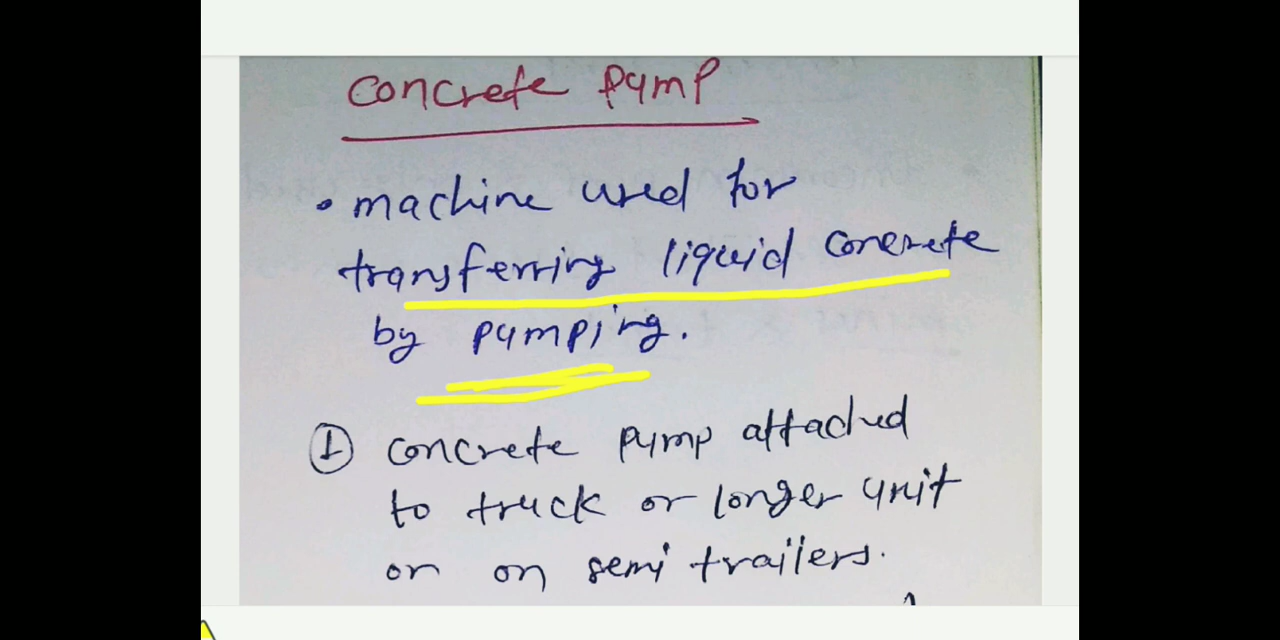 concrete pump
• machine used for
transferring liquid concrete
by pumping.
① concrete pump attached
to truck or longer unit
or on semi trailers.